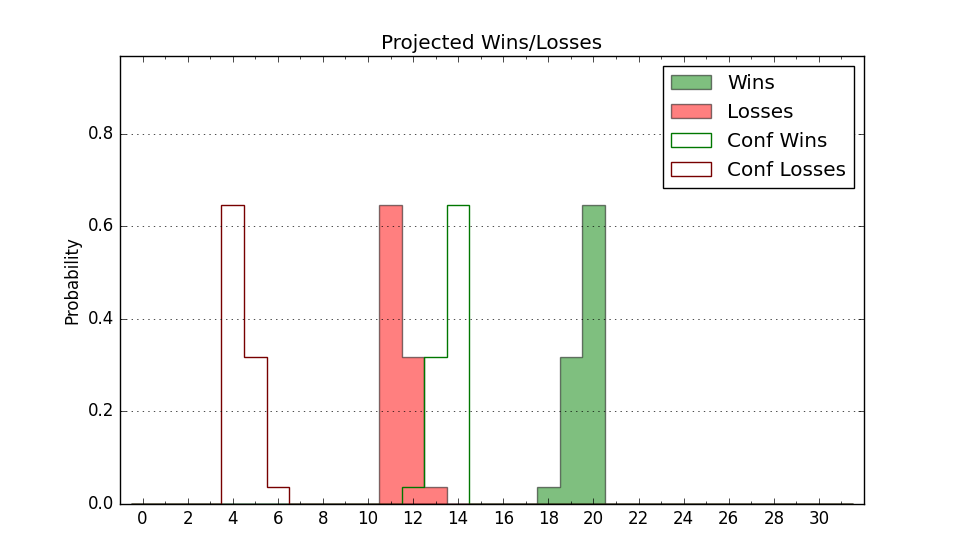 Projected Wins/Losses
Wins
Losses
Conf Wins
Conf Losses
Probability
0.8
0.6
0.4
0.2
0.0
0 2 4 6 8 10 12 14 16 18 20 22 24 26 28 30